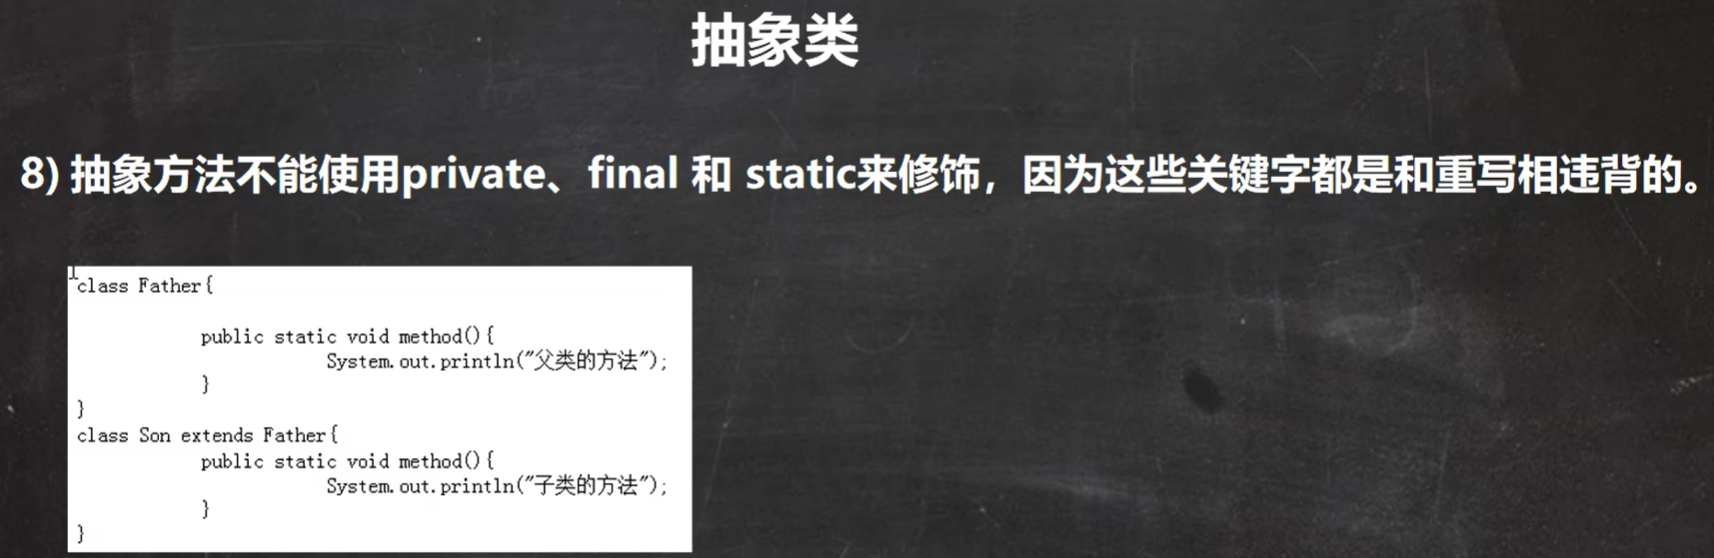 抽象类
8) 抽象方法不能使用private、final 和 static来修饰，因为这些关键字都是和重写相违背的。
class Father{
public static void method(){
System.out.println("父类的方法");
}
}
class Son extends Father{
public static void method(){
System.out.println("子类的方法");
}
}